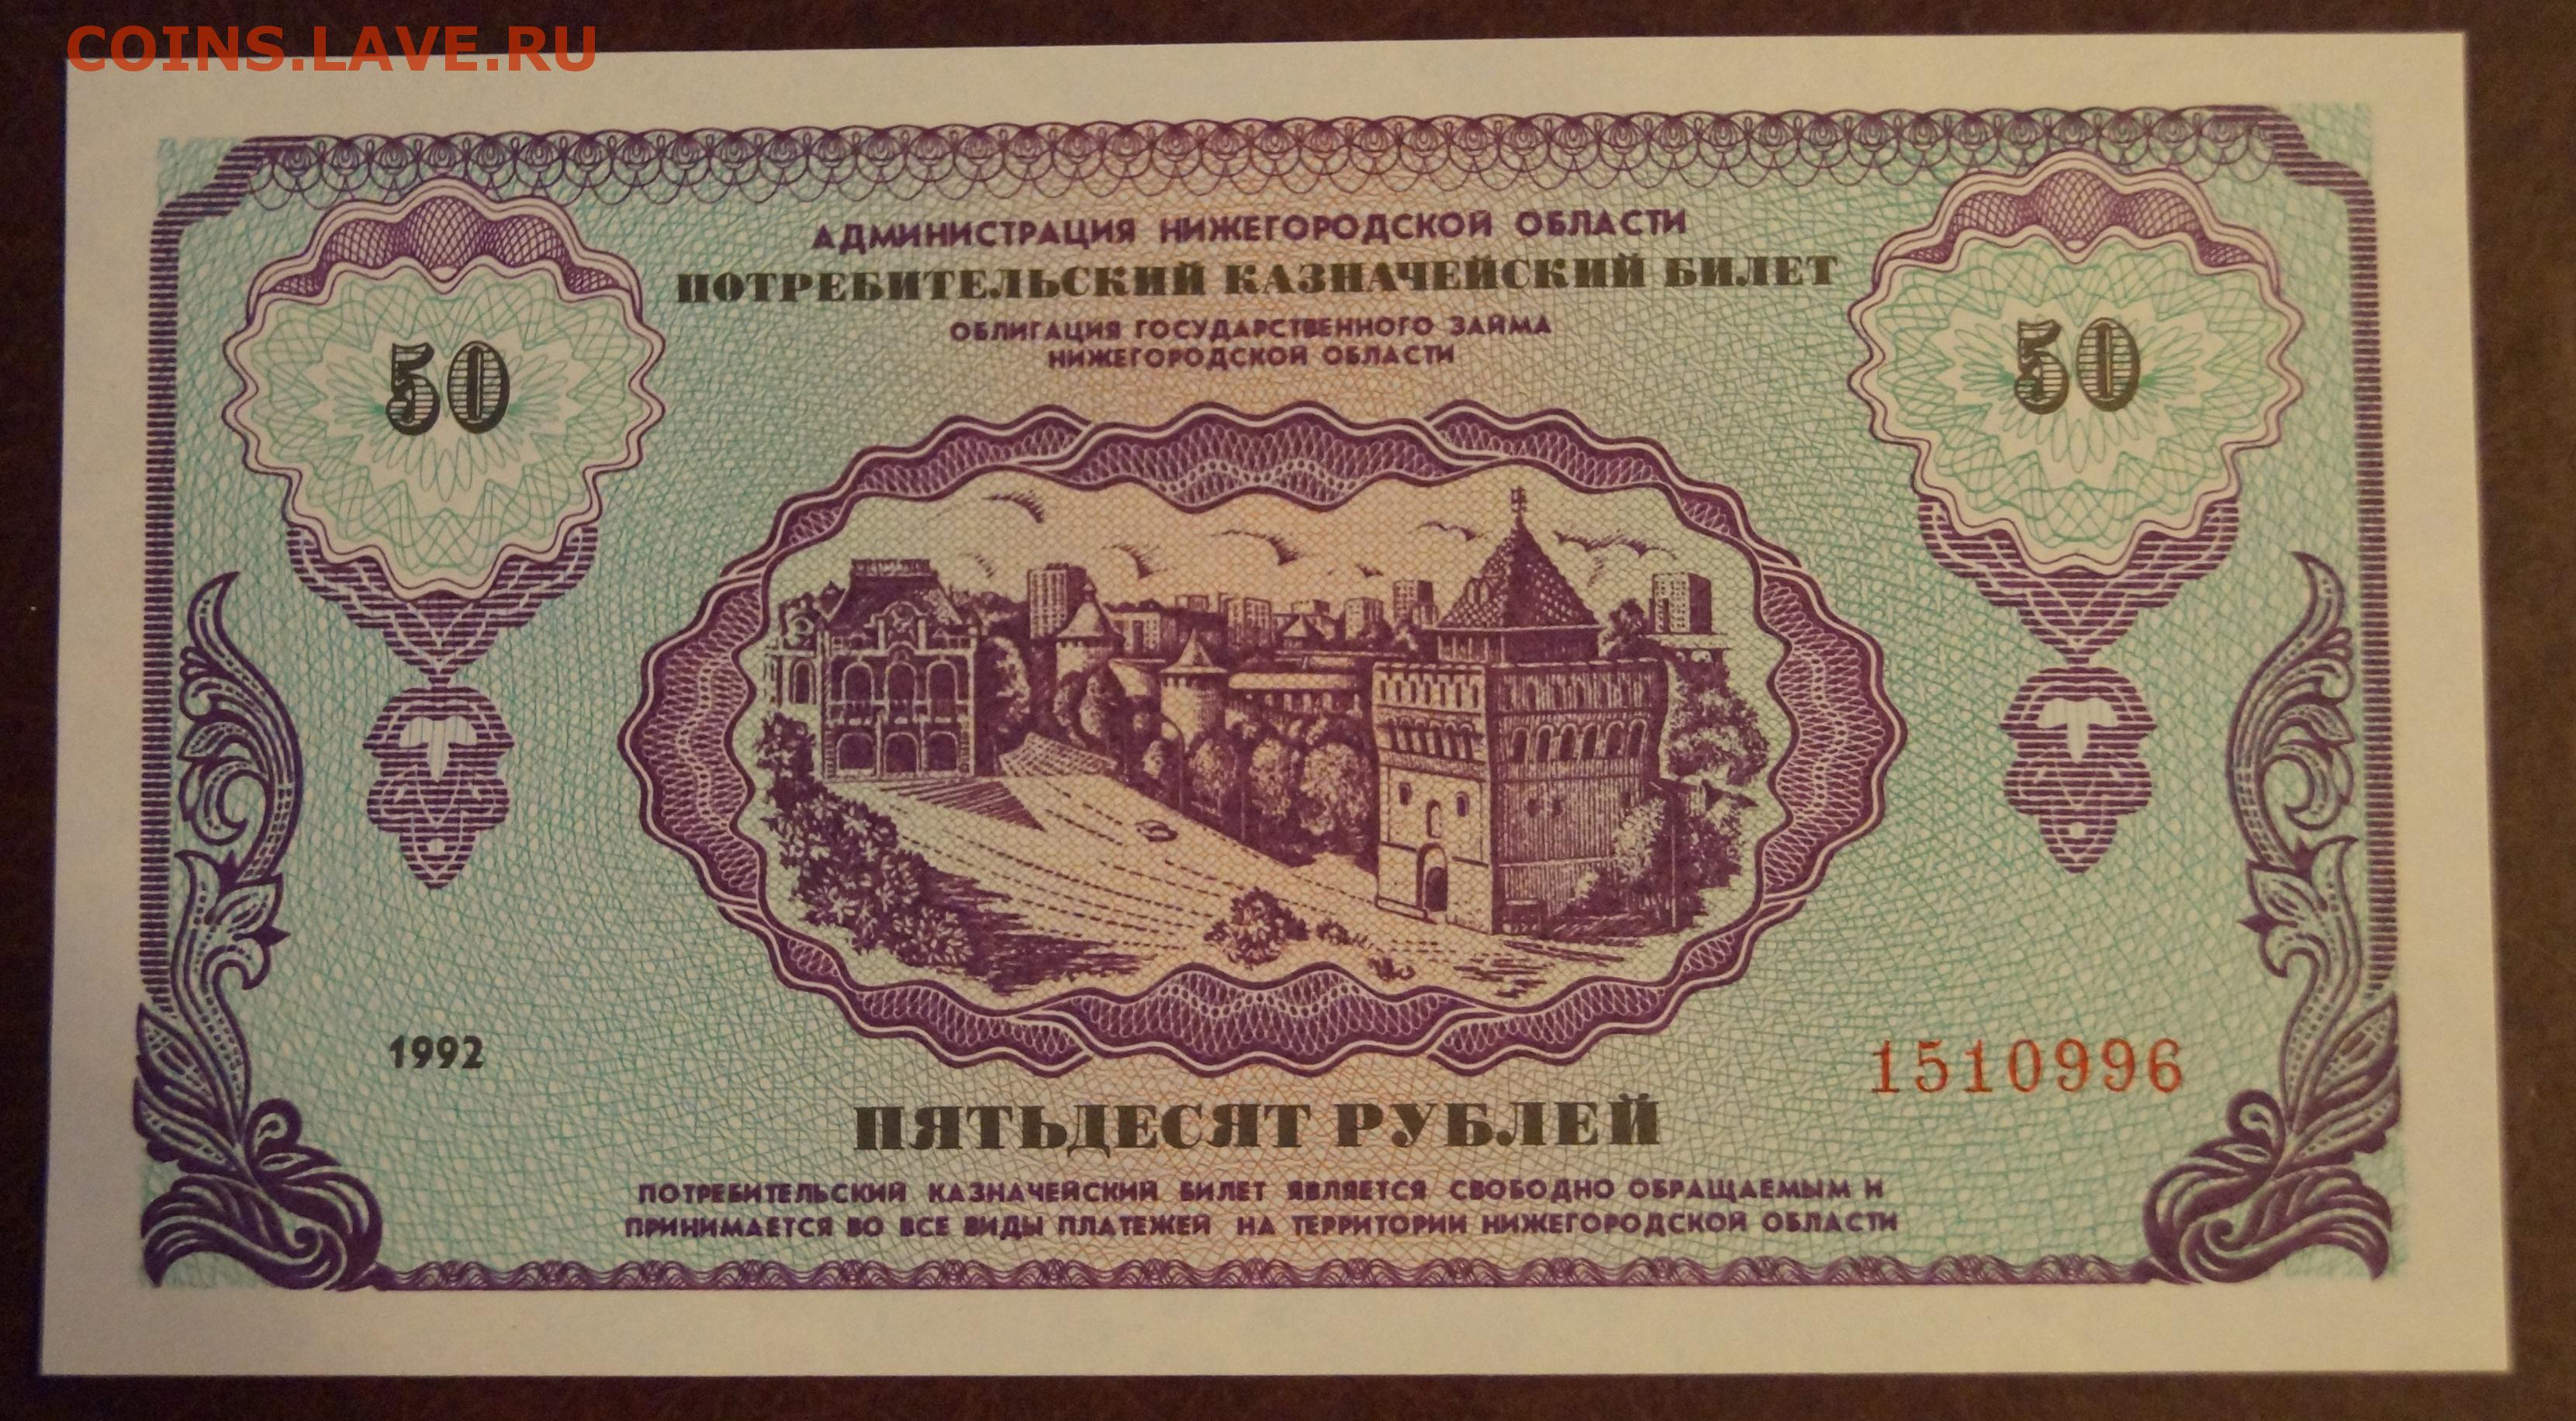 COINS.LAVE.RU
АДМИНИСТРАЦИЯ НИЖЕГОРОДСКОЙ ОБЛАСТИ
ПОТРЕБИТЕЛЬСКИЙ КАЗНАЧЕЙСКИЙ БИЛЕТ
ОБЛИГАЦИЯ ГОСУДАРСТВЕННОГО ЗАЙМА
НИЖЕГОРОДСКОЙ ОБЛАСТИ
50
50
1992
1510996
ПЯТЬДЕСЯТ РУБЛЕЙ
ПОТРЕБИТЕЛЬСКИЙ КАЗНАЧЕЙСКИЙ БИЛЕТ ЯВЛЯЕТСЯ СВОБОДНО ОБРАЩАЕМЫМ И
ПРИНИМАЕТСЯ ВО ВСЕ ВИДЫ ПЛАТЕЖЕЙ НА ТЕРРИТОРИИ НИЖЕГОРОДСКОЙ ОБЛАСТИ